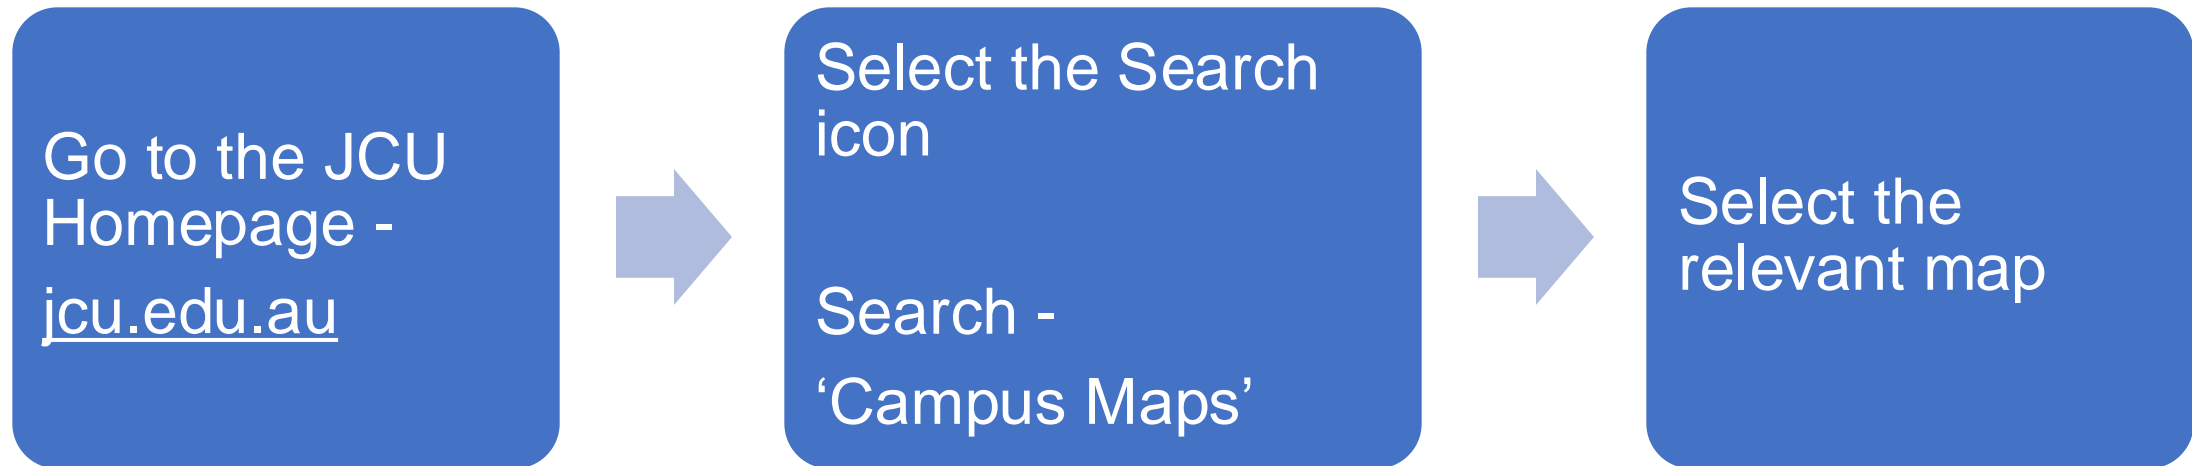 Go to the JCU
Homepage -
jcu.edu.au
Select the Search
icon
Search -
‘Campus Maps’
Select the
relevant map